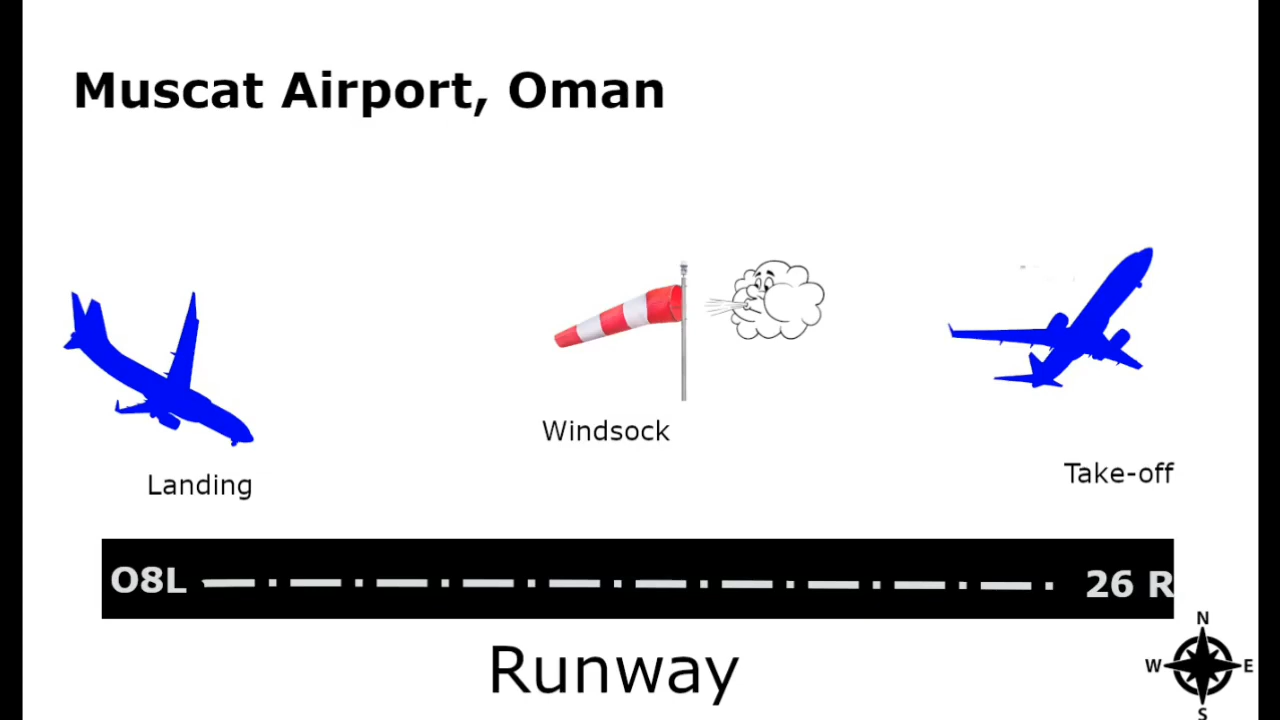 Muscat Airport, Oman
Windsock
Landing
Take-off
O8L
26 R
Runway
N
W
E
S